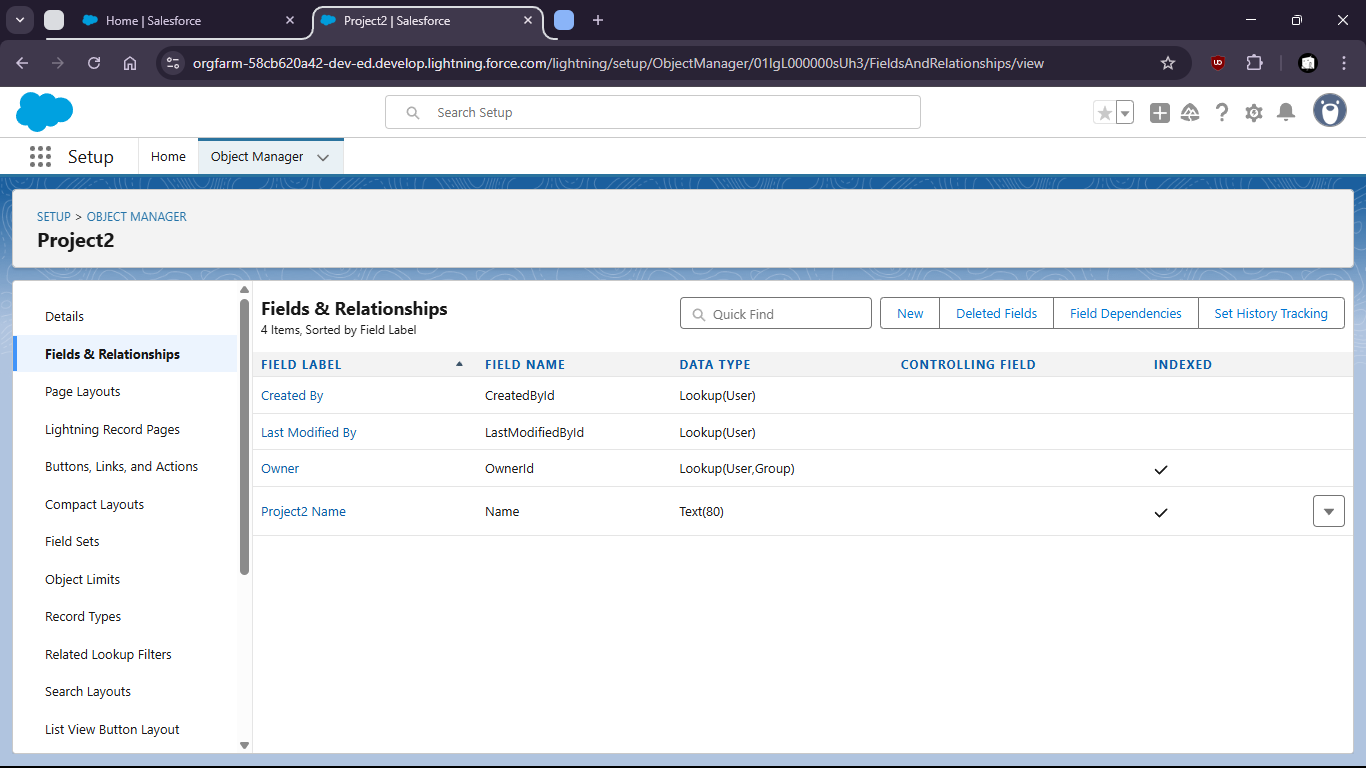 Home | Salesforce
Project2 | Salesforce
orgfarm-58cb620a42-dev-ed.develop.lightning.force.com/lightning/setup/ObjectManager/01IgL000000sUh3/FieldsAndRelationships/view
Search Setup
Setup
Home
Object Manager
SETUP > OBJECT MANAGER
Project2
Details
Fields & Relationships
Page Layouts
Lightning Record Pages
Buttons, Links, and Actions
Compact Layouts
Field Sets
Object Limits
Record Types
Related Lookup Filters
Search Layouts
List View Button Layout
Fields & Relationships
4 Items, Sorted by Field Label
Quick Find
New
Deleted Fields
Field Dependencies
Set History Tracking
FIELD LABEL FIELD NAME DATA TYPE CONTROLLING FIELD INDEXED
Created By CreatedById Lookup(User)
Last Modified By LastModifiedById Lookup(User)
Owner OwnerId Lookup(User,Group)
Project2 Name Name Text(80)